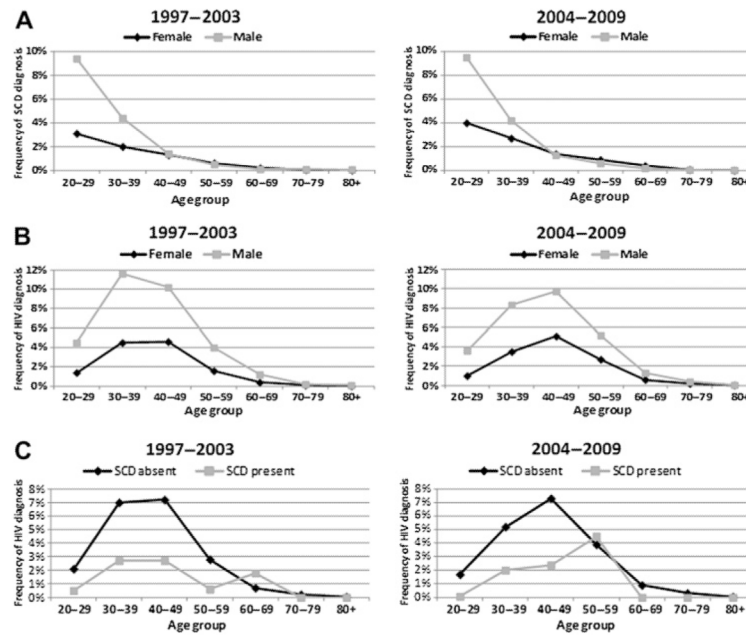 A
1997–2003
Female Male
Frequency of SCD diagnosis
10%
8%
6%
4%
2%
0%
20–29 30–39 40–49 50–59 60–69 70–79 80+
Age group
2004–2009
Female Male
Frequency of SCD diagnosis
10%
8%
6%
4%
2%
0%
20–29 30–39 40–49 50–59 60–69 70–79 80+
Age group
B
1997–2003
Female Male
Frequency of HIV diagnosis
12%
10%
8%
6%
4%
2%
0%
20–29 30–39 40–49 50–59 60–69 70–79 80+
Age group
2004–2009
Female Male
Frequency of HIV diagnosis
12%
10%
8%
6%
4%
2%
0%
20–29 30–39 40–49 50–59 60–69 70–79 80+
Age group
C
1997–2003
SCD absent SCD present
Frequency of HIV diagnosis
8%
7%
6%
5%
4%
3%
2%
1%
0%
20–29 30–39 40–49 50–59 60–69 70–79 80+
Age group
2004–2009
SCD absent SCD present
Frequency of HIV diagnosis
8%
7%
6%
5%
4%
3%
2%
1%
0%
20–29 30–39 40–49 50–59 60–69 70–79 80+
Age group